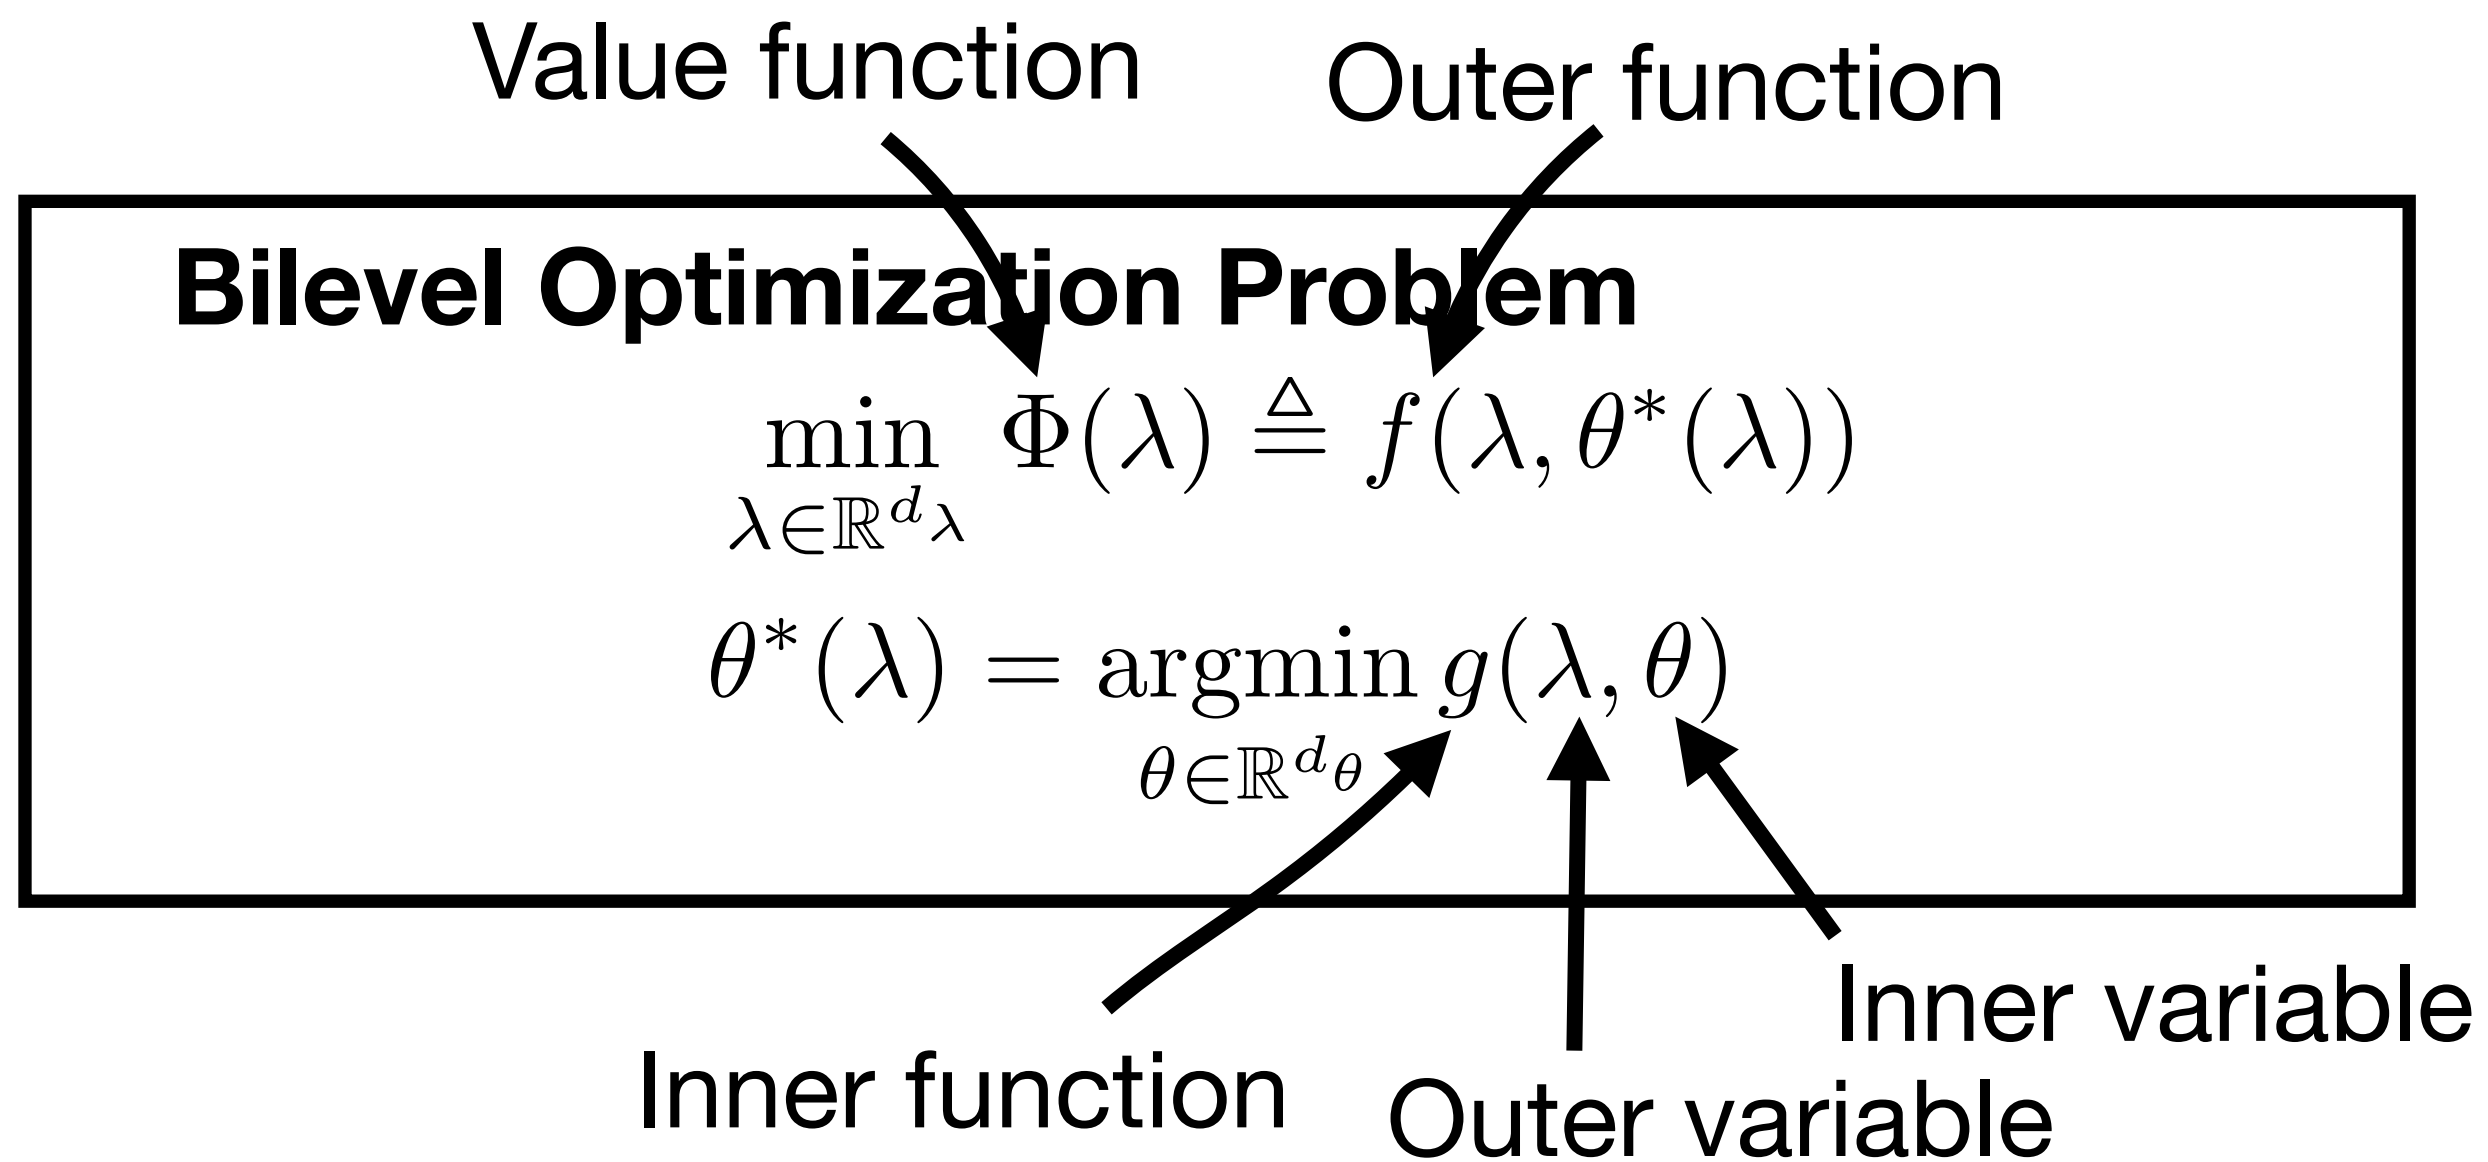 Value function
Outer function
Bilevel Optimization Problem
min Φ(λ) ≜ f(λ, θ*(λ))
λ∈ℝ^{d_λ}
θ*(λ) = argmin g(λ, θ)
θ∈ℝ^{d_θ}
Inner variable
Inner function
Outer variable